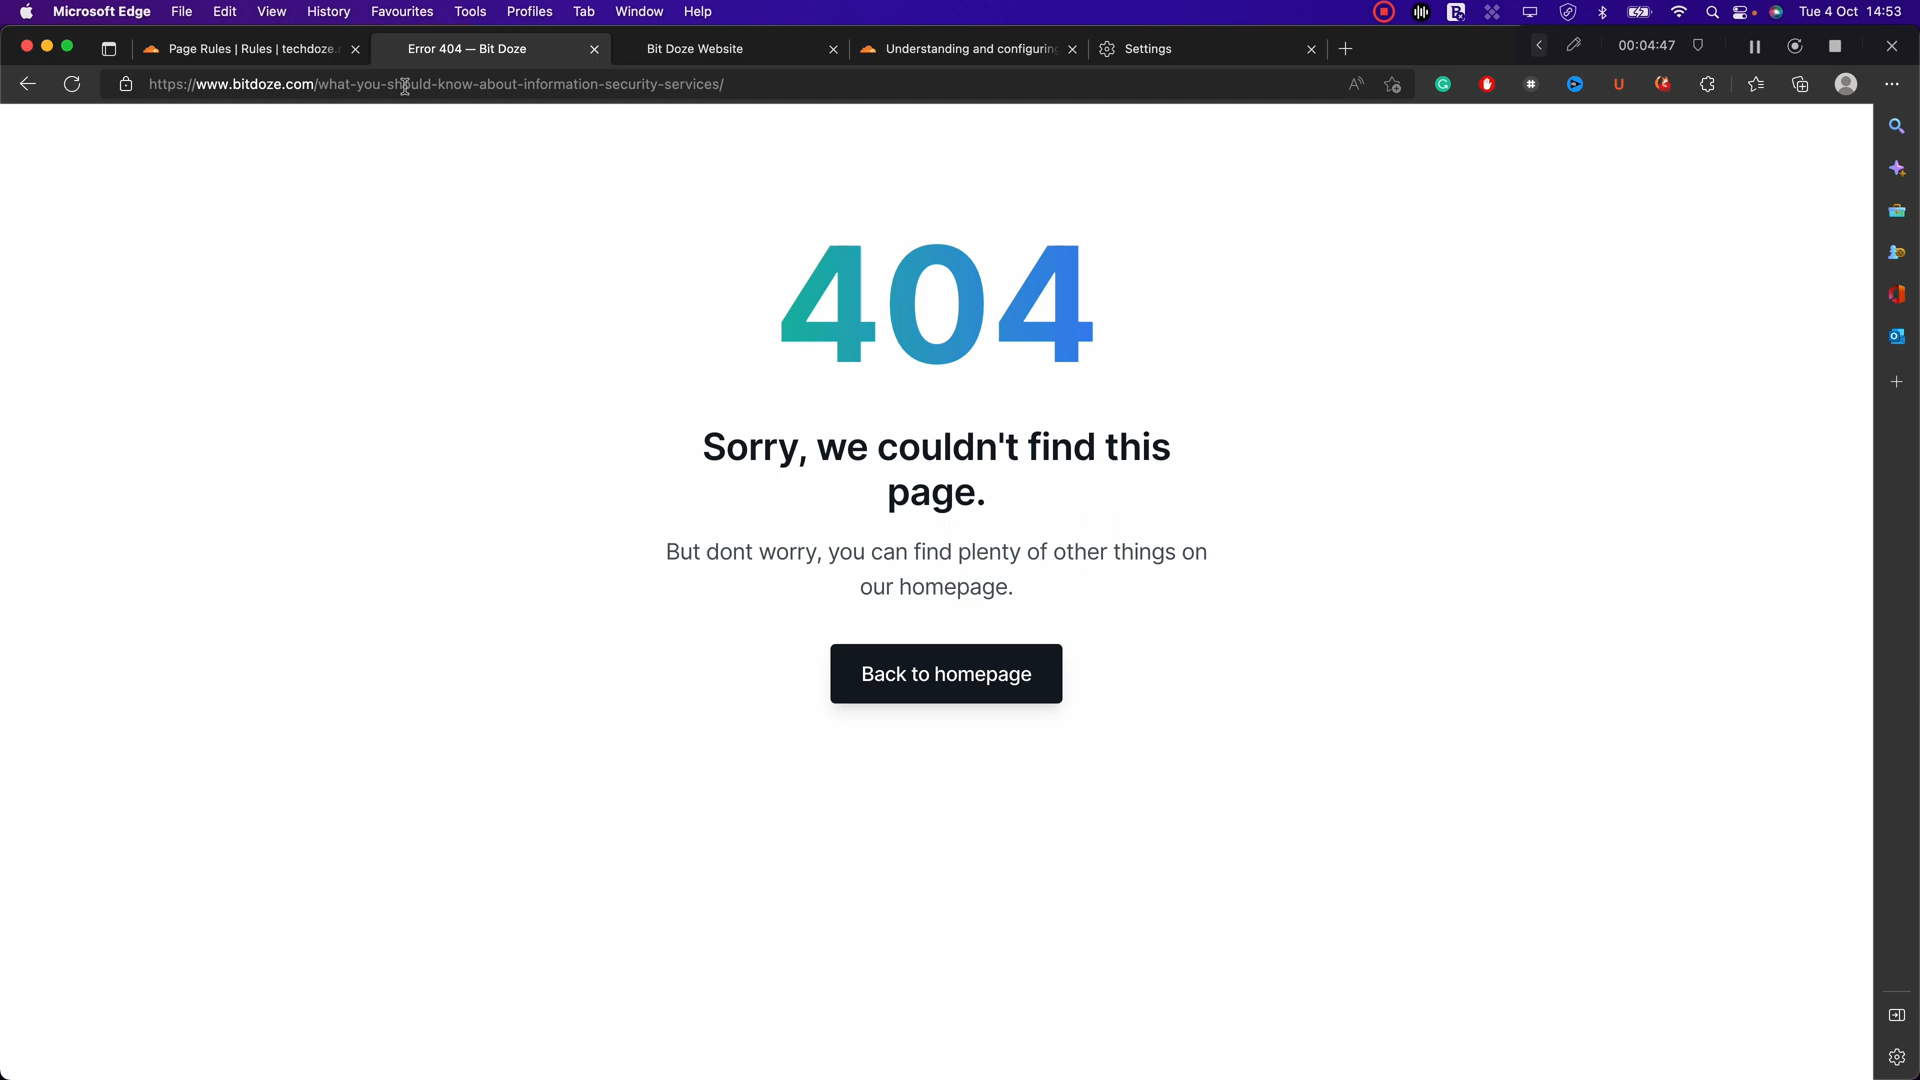 Microsoft Edge File Edit View History Favourites Tools Profiles Tab Window Help Tue 4 Oct 14:53
Page Rules | Rules | techdoze. Error 404 — Bit Doze Bit Doze Website Understanding and configuring Settings 00:04:47
https://www.bitdoze.com/what-you-should-know-about-information-security-services/
404
Sorry, we couldn't find this
page.
But dont worry, you can find plenty of other things on
our homepage.
Back to homepage